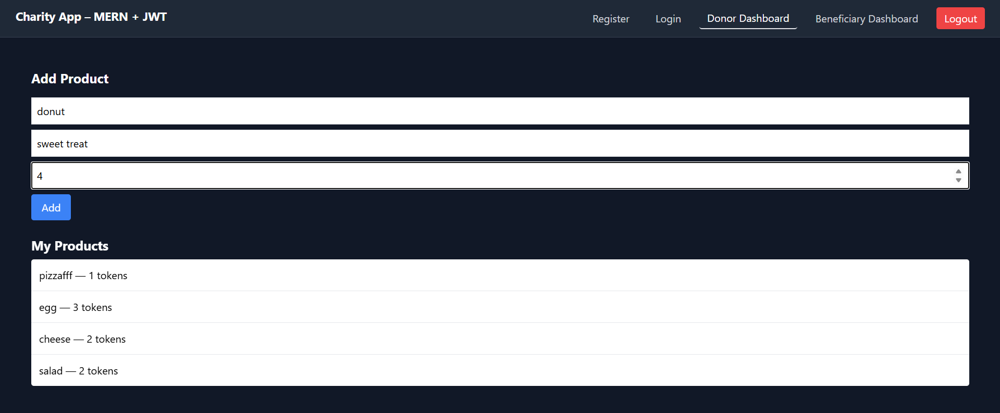 Charity App – MERN + JWT
Register
Login
Donor Dashboard
Beneficiary Dashboard
Logout
Add Product
donut
sweet treat
4
Add
My Products
pizzafff — 1 tokens
egg — 3 tokens
cheese — 2 tokens
salad — 2 tokens